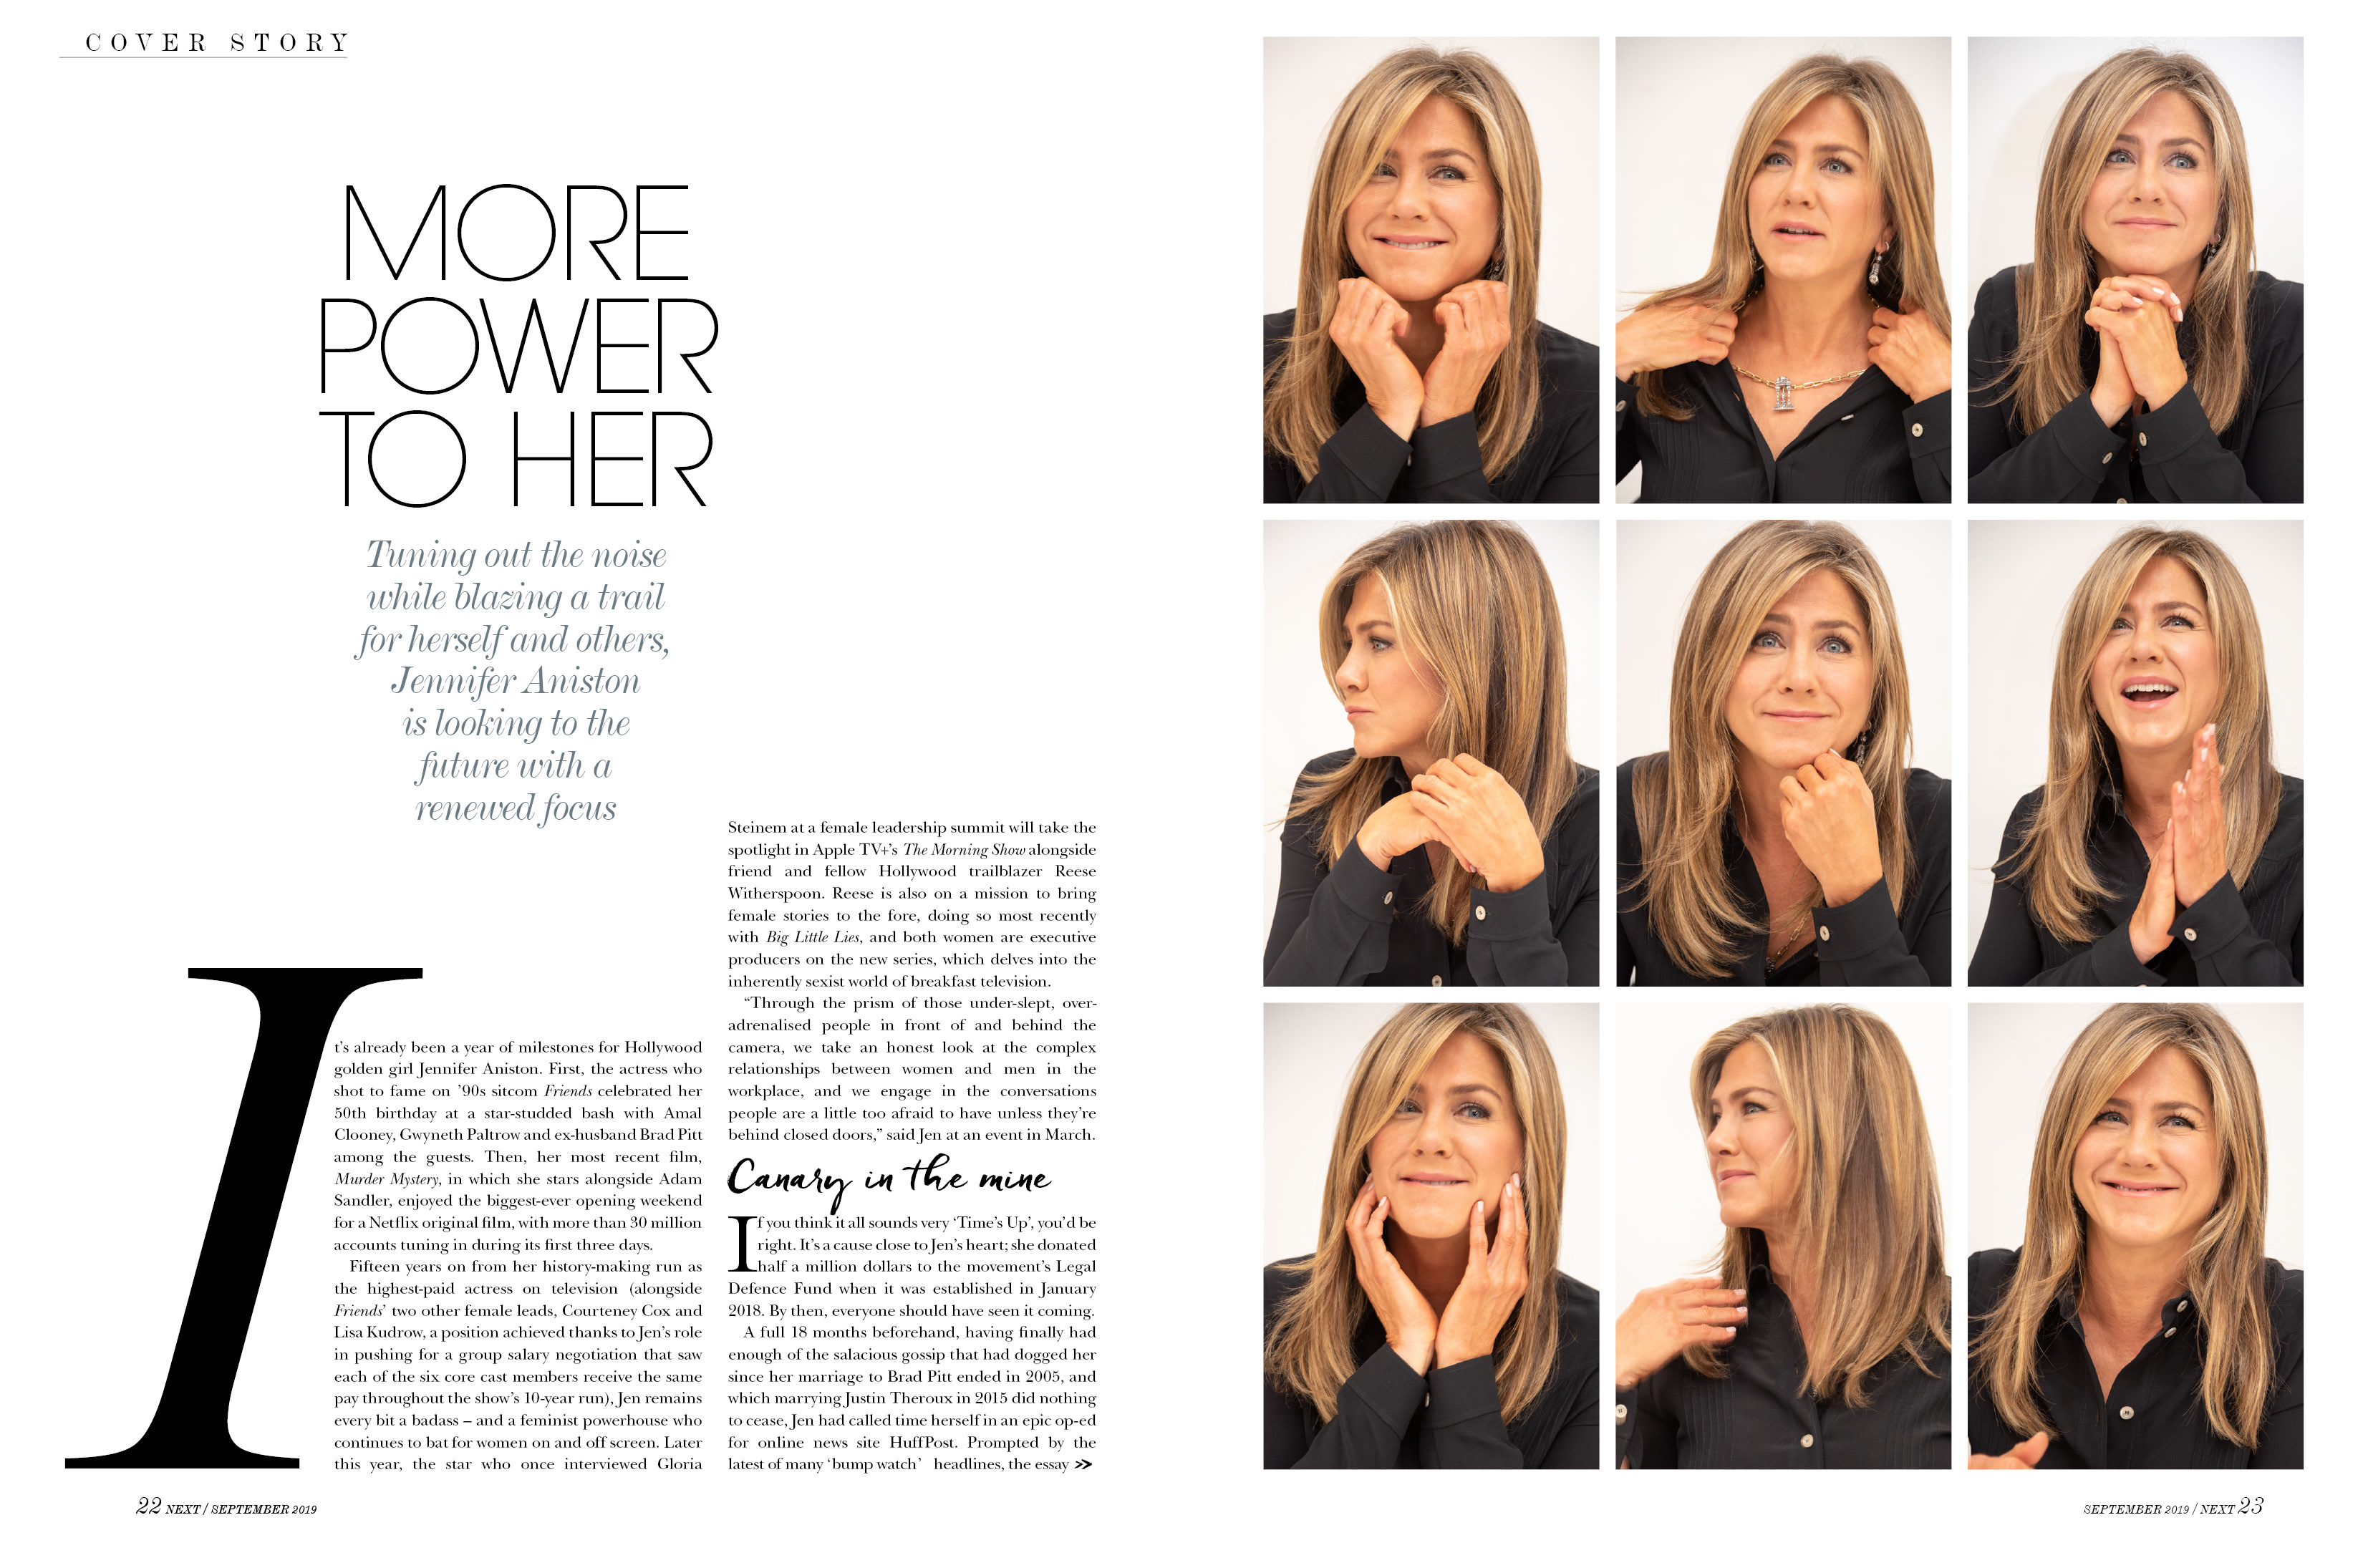 COVER STORY
MORE
POWER
TO HER
Tuning out the noise
while blazing a trail
for herself and others,
Jennifer Aniston
is looking to the
future with a
renewed focus
It's already been a year of milestones for Hollywood
golden girl Jennifer Aniston. First, the actress who
shot to fame on '90s sitcom Friends celebrated her
50th birthday at a star-studded bash with Amal
Clooney, Gwyneth Paltrow and ex-husband Brad Pitt
among the guests. Then, her most recent film,
Murder Mystery, in which she stars alongside Adam
Sandler, enjoyed the biggest-ever opening weekend
for a Netflix original film, with more than 30 million
accounts tuning in during its first three days.
Fifteen years on from her history-making run as
the highest-paid actress on television (alongside
Friends' two other female leads, Courteney Cox and
Lisa Kudrow, a position achieved thanks to Jen's role
in pushing for a group salary negotiation that saw
each of the six core cast members receive the same
pay throughout the show's 10-year run), Jen remains
every bit a badass – and a feminist powerhouse who
continues to bat for women on and off screen. Later
this year, the star who once interviewed Gloria
Steinem at a female leadership summit will take the
spotlight in Apple TV+'s The Morning Show alongside
friend and fellow Hollywood trailblazer Reese
Witherspoon. Reese is also on a mission to bring
female stories to the fore, doing so most recently
with Big Little Lies, and both women are executive
producers on the new series, which delves into the
inherently sexist world of breakfast television.
“Through the prism of those under-slept, over-
adrenalised people in front of and behind the
camera, we take an honest look at the complex
relationships between women and men in the
workplace, and we engage in the conversations
people are a little too afraid to have unless they're
behind closed doors,” said Jen at an event in March.
Canary in the mine
If you think it all sounds very ‘Time's Up’, you'd be
right. It's a cause close to Jen's heart; she donated
half a million dollars to the movement's Legal
Defence Fund when it was established in January
2018. By then, everyone should have seen it coming.
A full 18 months beforehand, having finally had
enough of the salacious gossip that had dogged her
since her marriage to Brad Pitt ended in 2005, and
which marrying Justin Theroux in 2015 did nothing
to cease, Jen had called time herself in an epic op-ed
for online news site HuffPost. Prompted by the
latest of many ‘bump watch’ headlines, the essay >>
22 NEXT / SEPTEMBER 2019
SEPTEMBER 2019 / NEXT 23